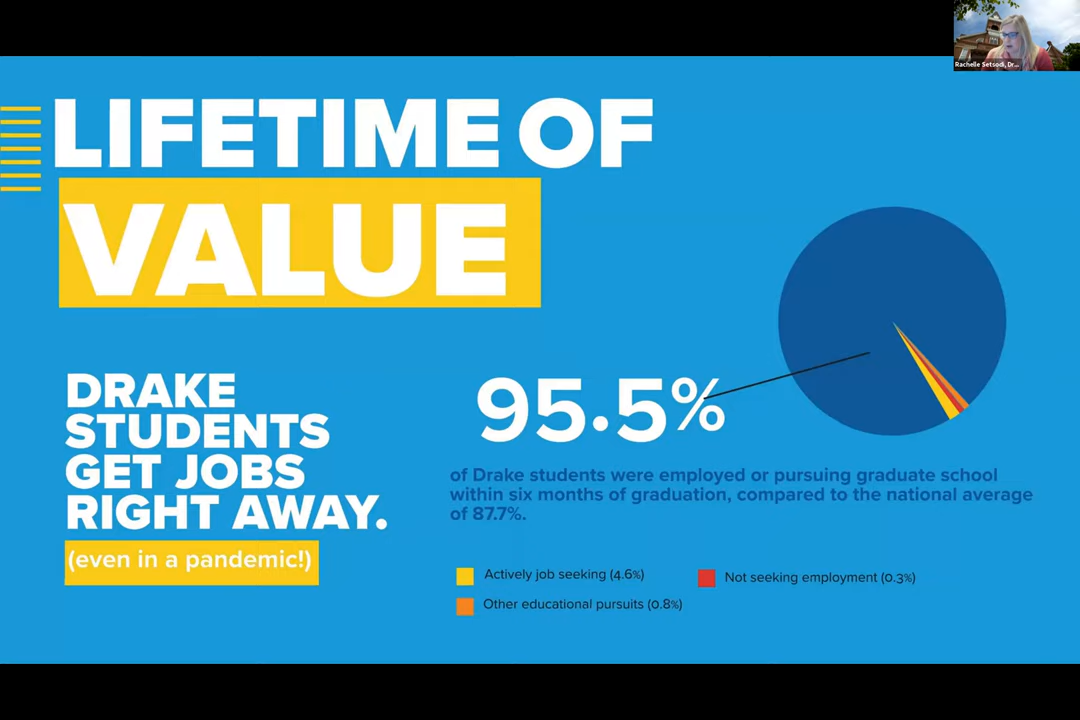 Rachelle Setsodi, Dr...
LIFETIME OF
VALUE
DRAKE
STUDENTS
GET JOBS
RIGHT AWAY.
(even in a pandemic!)
95.5%
of Drake students were employed or pursuing graduate school
within six months of graduation, compared to the national average
of 87.7%.
Actively job seeking (4.6%)
Not seeking employment (0.3%)
Other educational pursuits (0.8%)